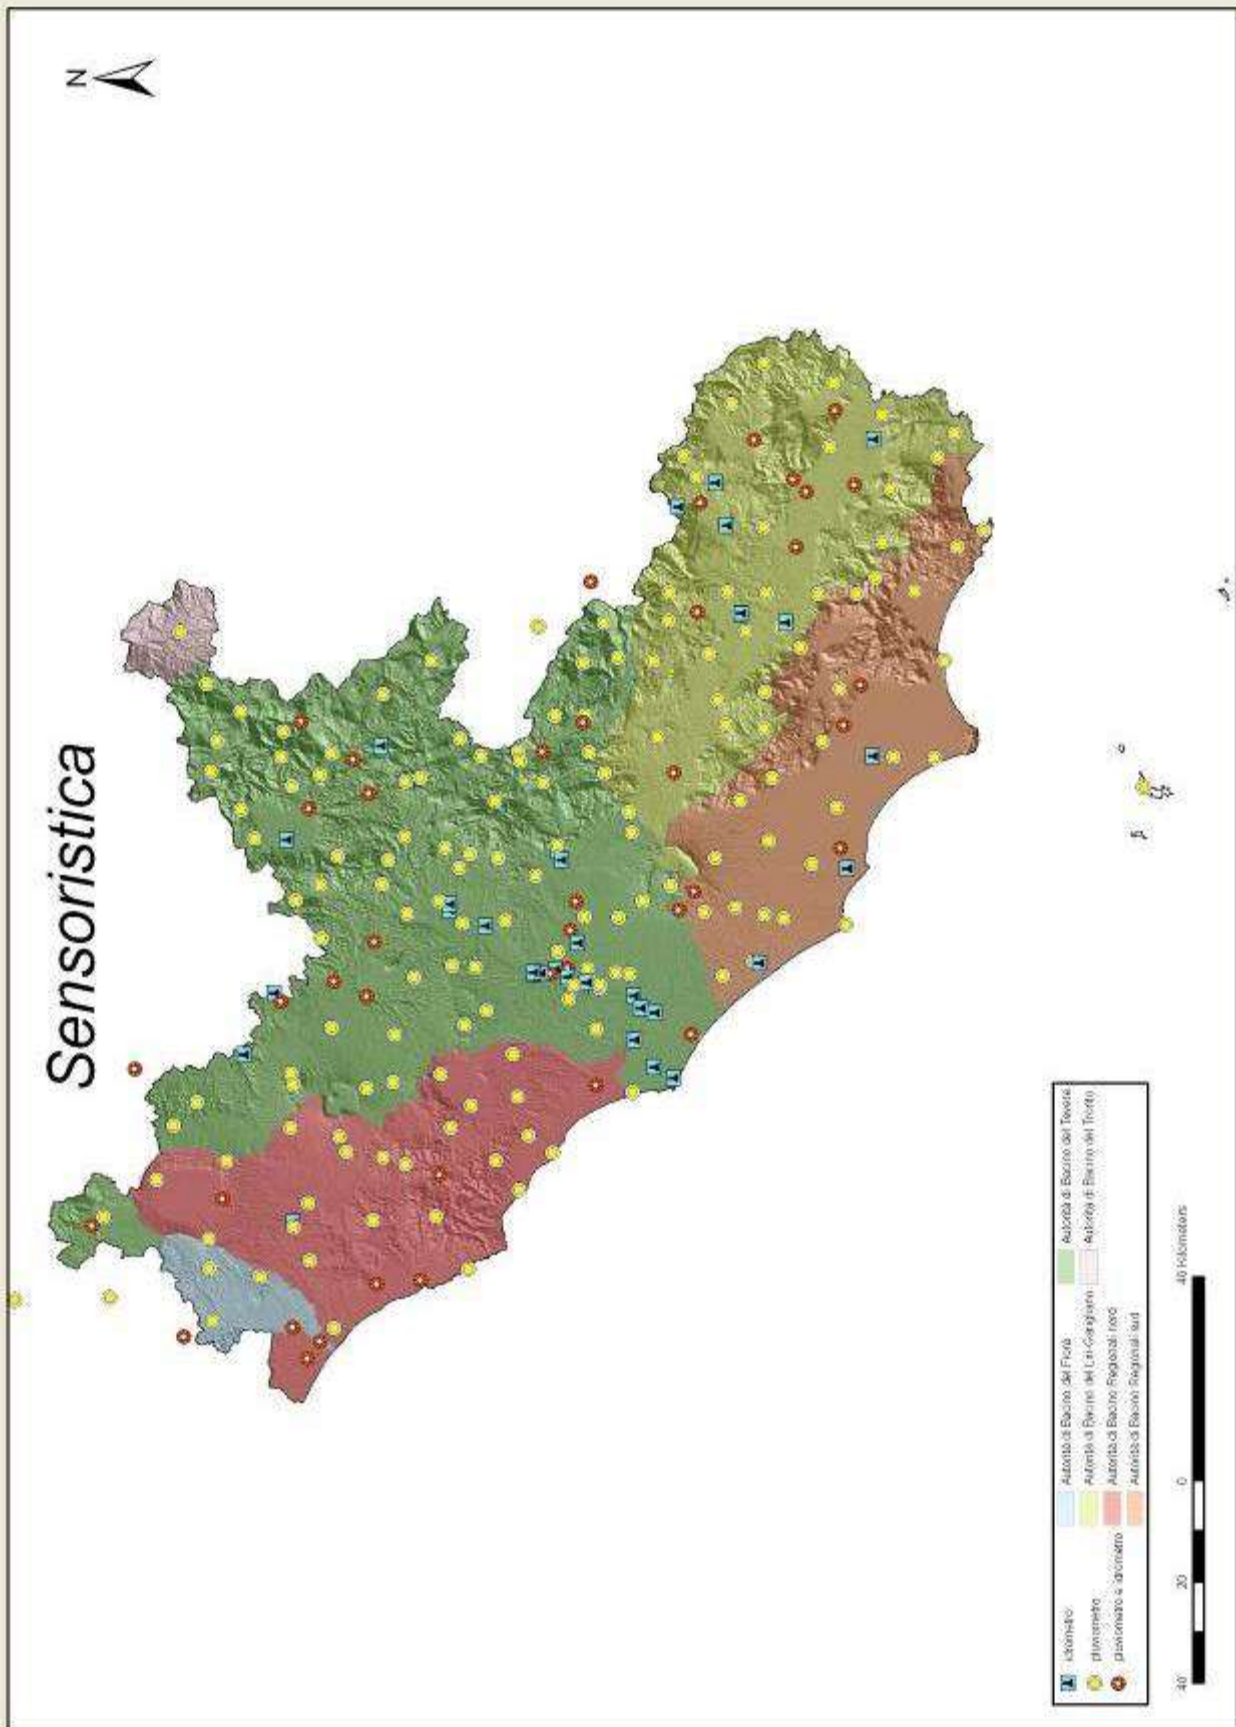 Sensoristica
N
idrometro
pluviometro
pluviometro e idrometro
Autorità di Bacino del Fiora
Autorità di Bacino del Liri-Garigliano
Autorità di Bacino Regionali nord
Autorità di Bacino Regionali sud
Autorità di Bacino del Tevere
Autorità di Bacino del Tronto
40 20 0 40 Kilometers